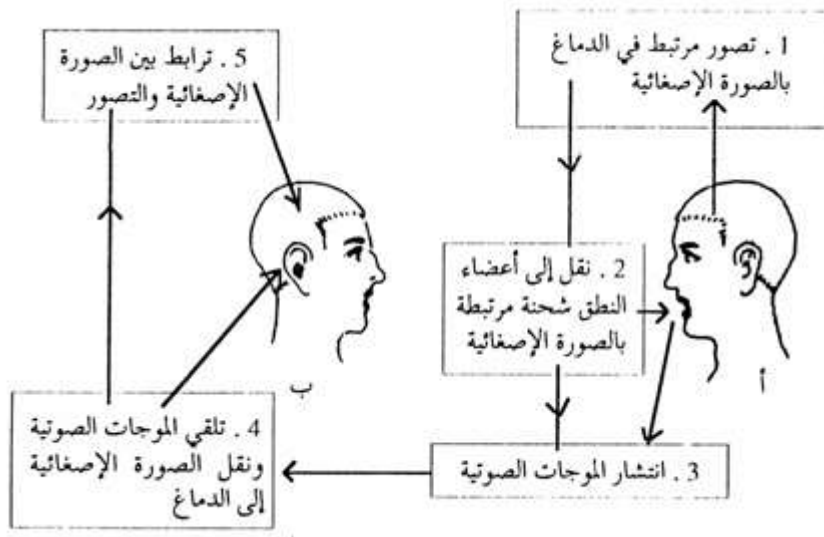 1 . تصور مرتبط في الدماغ
بالصورة الإصغائية
2 . نقل إلى أعضاء
النطق شحنة مرتبطة
بالصورة الإصغائية
أ
3 . انتشار الموجات الصوتية
4 . تلقي الموجات الصوتية
ونقل الصورة الإصغائية
إلى الدماغ
ب
5 . ترابط بين الصورة
الإصغائية والتصور